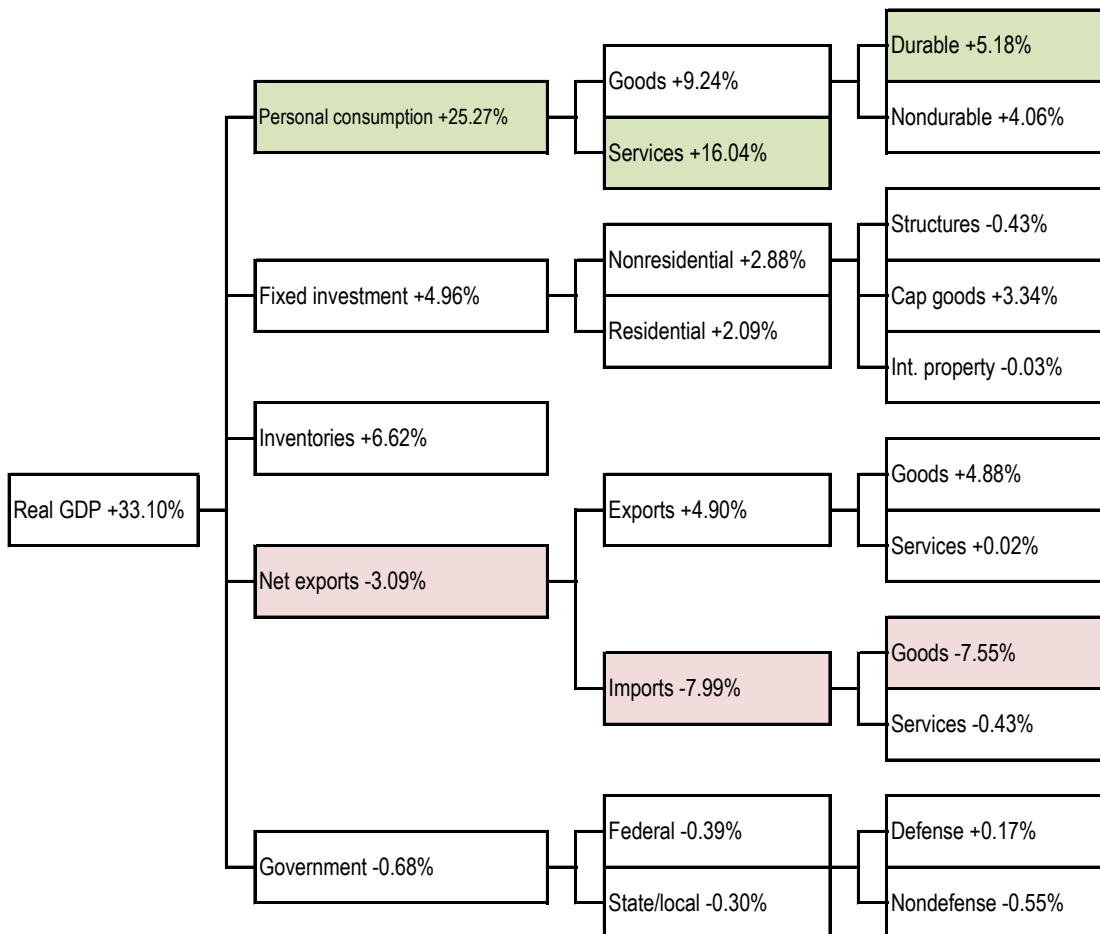 Real GDP +33.10%
Personal consumption +25.27%
Goods +9.24%
Durable +5.18%
Nondurable +4.06%
Services +16.04%
Fixed investment +4.96%
Nonresidential +2.88%
Structures -0.43%
Cap goods +3.34%
Int. property -0.03%
Residential +2.09%
Inventories +6.62%
Net exports -3.09%
Exports +4.90%
Goods +4.88%
Services +0.02%
Imports -7.99%
Goods -7.55%
Services -0.43%
Government -0.68%
Federal -0.39%
Defense +0.17%
Nondefense -0.55%
State/local -0.30%